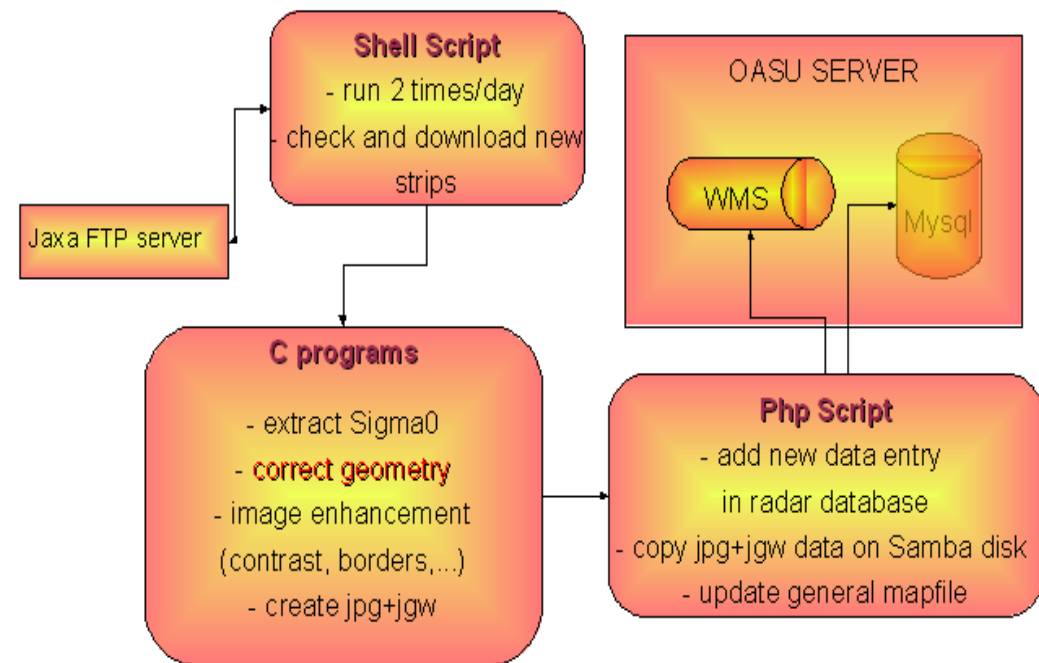 Shell Script
- run 2 times/day
- check and download new
strips
Jaxa FTP server
OASU SERVER
WMS
Mysql
C programs
- extract Sigma0
- correct geometry
- image enhancement
(contrast, borders,...)
- create jpg+jgw
Php Script
- add new data entry
in radar database
- copy jpg+jgw data on Samba disk
- update general mapfile